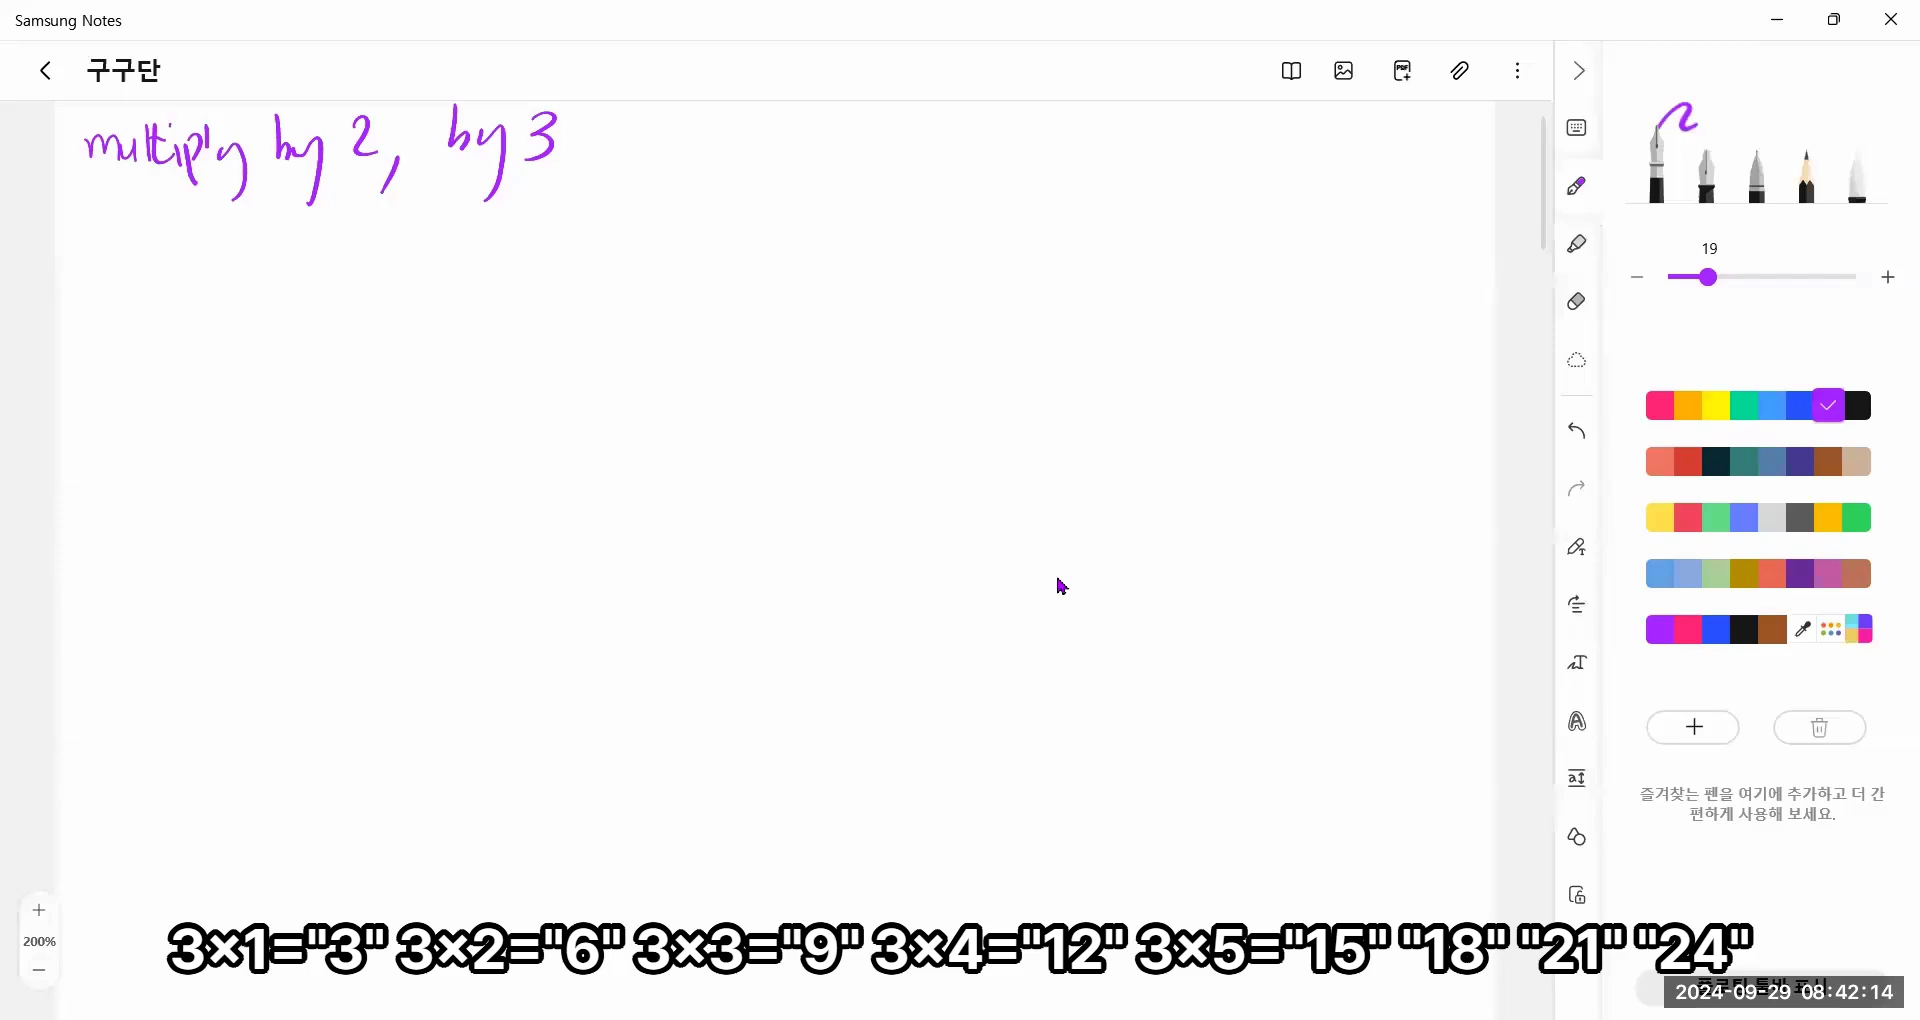 Samsung Notes
구구단
multiply by 2, by 3
19
즐겨찾는 펜을 여기에 추가하고 더 간
편하게 사용해 보세요.
200%
3×1="3" 3×2="6" 3×3="9" 3×4="12" 3×5="15" "18" "21" "24"
2024-09-29 08:42:14